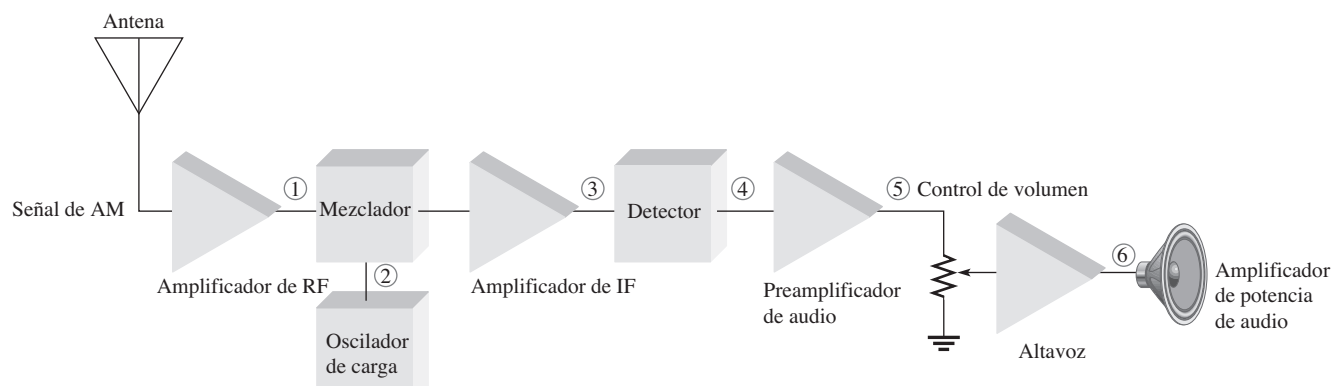 Antena
Señal de AM
Amplificador de RF
①
Mezclador
②
Oscilador
de carga
Amplificador de IF
③
Detector
④
Preamplificador
de audio
⑤
Control de volumen
Altavoz
⑥
Amplificador
de potencia
de audio